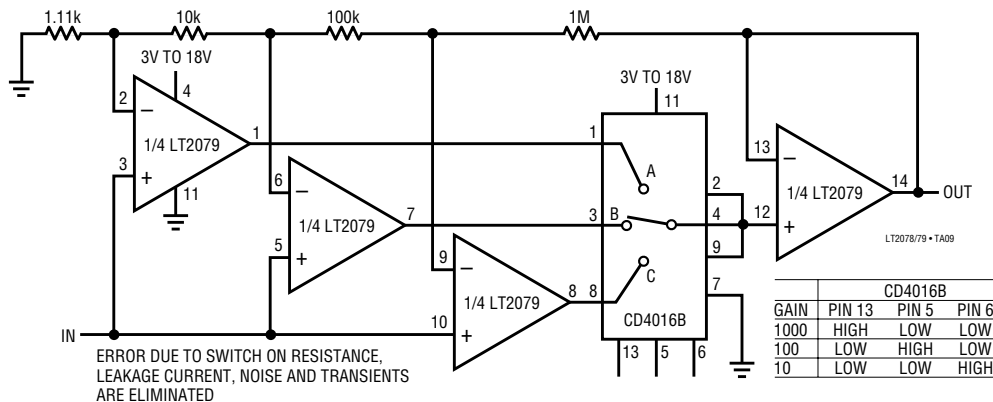 1.11k 10k 100k 1M
3V TO 18V
4
2
1/4 LT2079
1
3
11
3V TO 18V
11
1
A
6
1/4 LT2079
7
5
3
B
2
4
9
13
1/4 LT2079
14
OUT
12
LT2078/79 • TA09
9
1/4 LT2079
8
8
C
7
10
CD4016B
13 5 6
IN
ERROR DUE TO SWITCH ON RESISTANCE,
LEAKAGE CURRENT, NOISE AND TRANSIENTS
ARE ELIMINATED
CD4016B
GAIN PIN 13 PIN 5 PIN 6
1000 HIGH LOW LOW
100 LOW HIGH LOW
10 LOW LOW HIGH